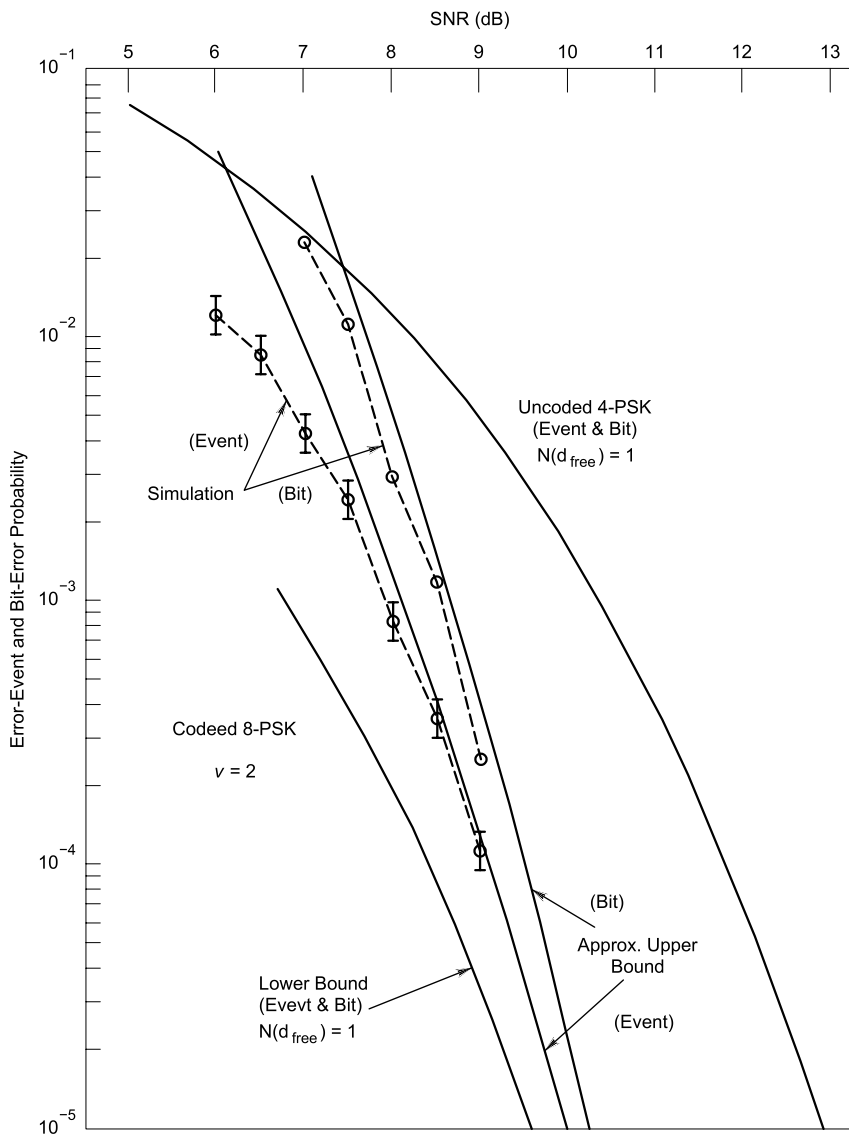 SNR (dB)
5 6 7 8 9 10 11 12 13
10⁻¹
10⁻²
10⁻³
10⁻⁴
10⁻⁵
Error-Event and Bit-Error Probability
Uncoded 4-PSK
(Event & Bit)
N(d free) = 1
(Event)
Simulation
(Bit)
Codeed 8-PSK
v = 2
(Bit)
Approx. Upper
Bound
(Event)
Lower Bound
(Evevt & Bit)
N(d free) = 1